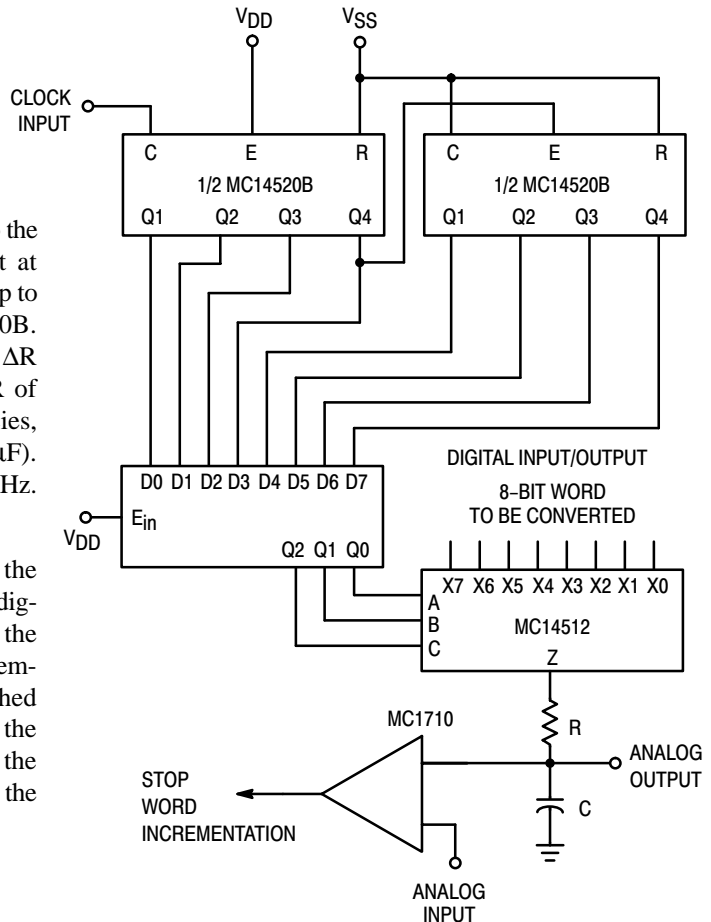 VDD
VSS
CLOCK
INPUT
C E R
1/2 MC14520B
Q1 Q2 Q3 Q4
C E R
1/2 MC14520B
Q1 Q2 Q3 Q4
the
t at
p to
0B.
ΔR
R of
ies,
µF).
Hz.
the
dig-
the
em-
hed
the
the
the
D0 D1 D2 D3 D4 D5 D6 D7
Ein
VDD
Q2 Q1 Q0
DIGITAL INPUT/OUTPUT
8–BIT WORD
TO BE CONVERTED
X7 X6 X5 X4 X3 X2 X1 X0
A
B
C
MC14512
Z
R
C
ANALOG
OUTPUT
MC1710
STOP
WORD
INCREMENTATION
ANALOG
INPUT